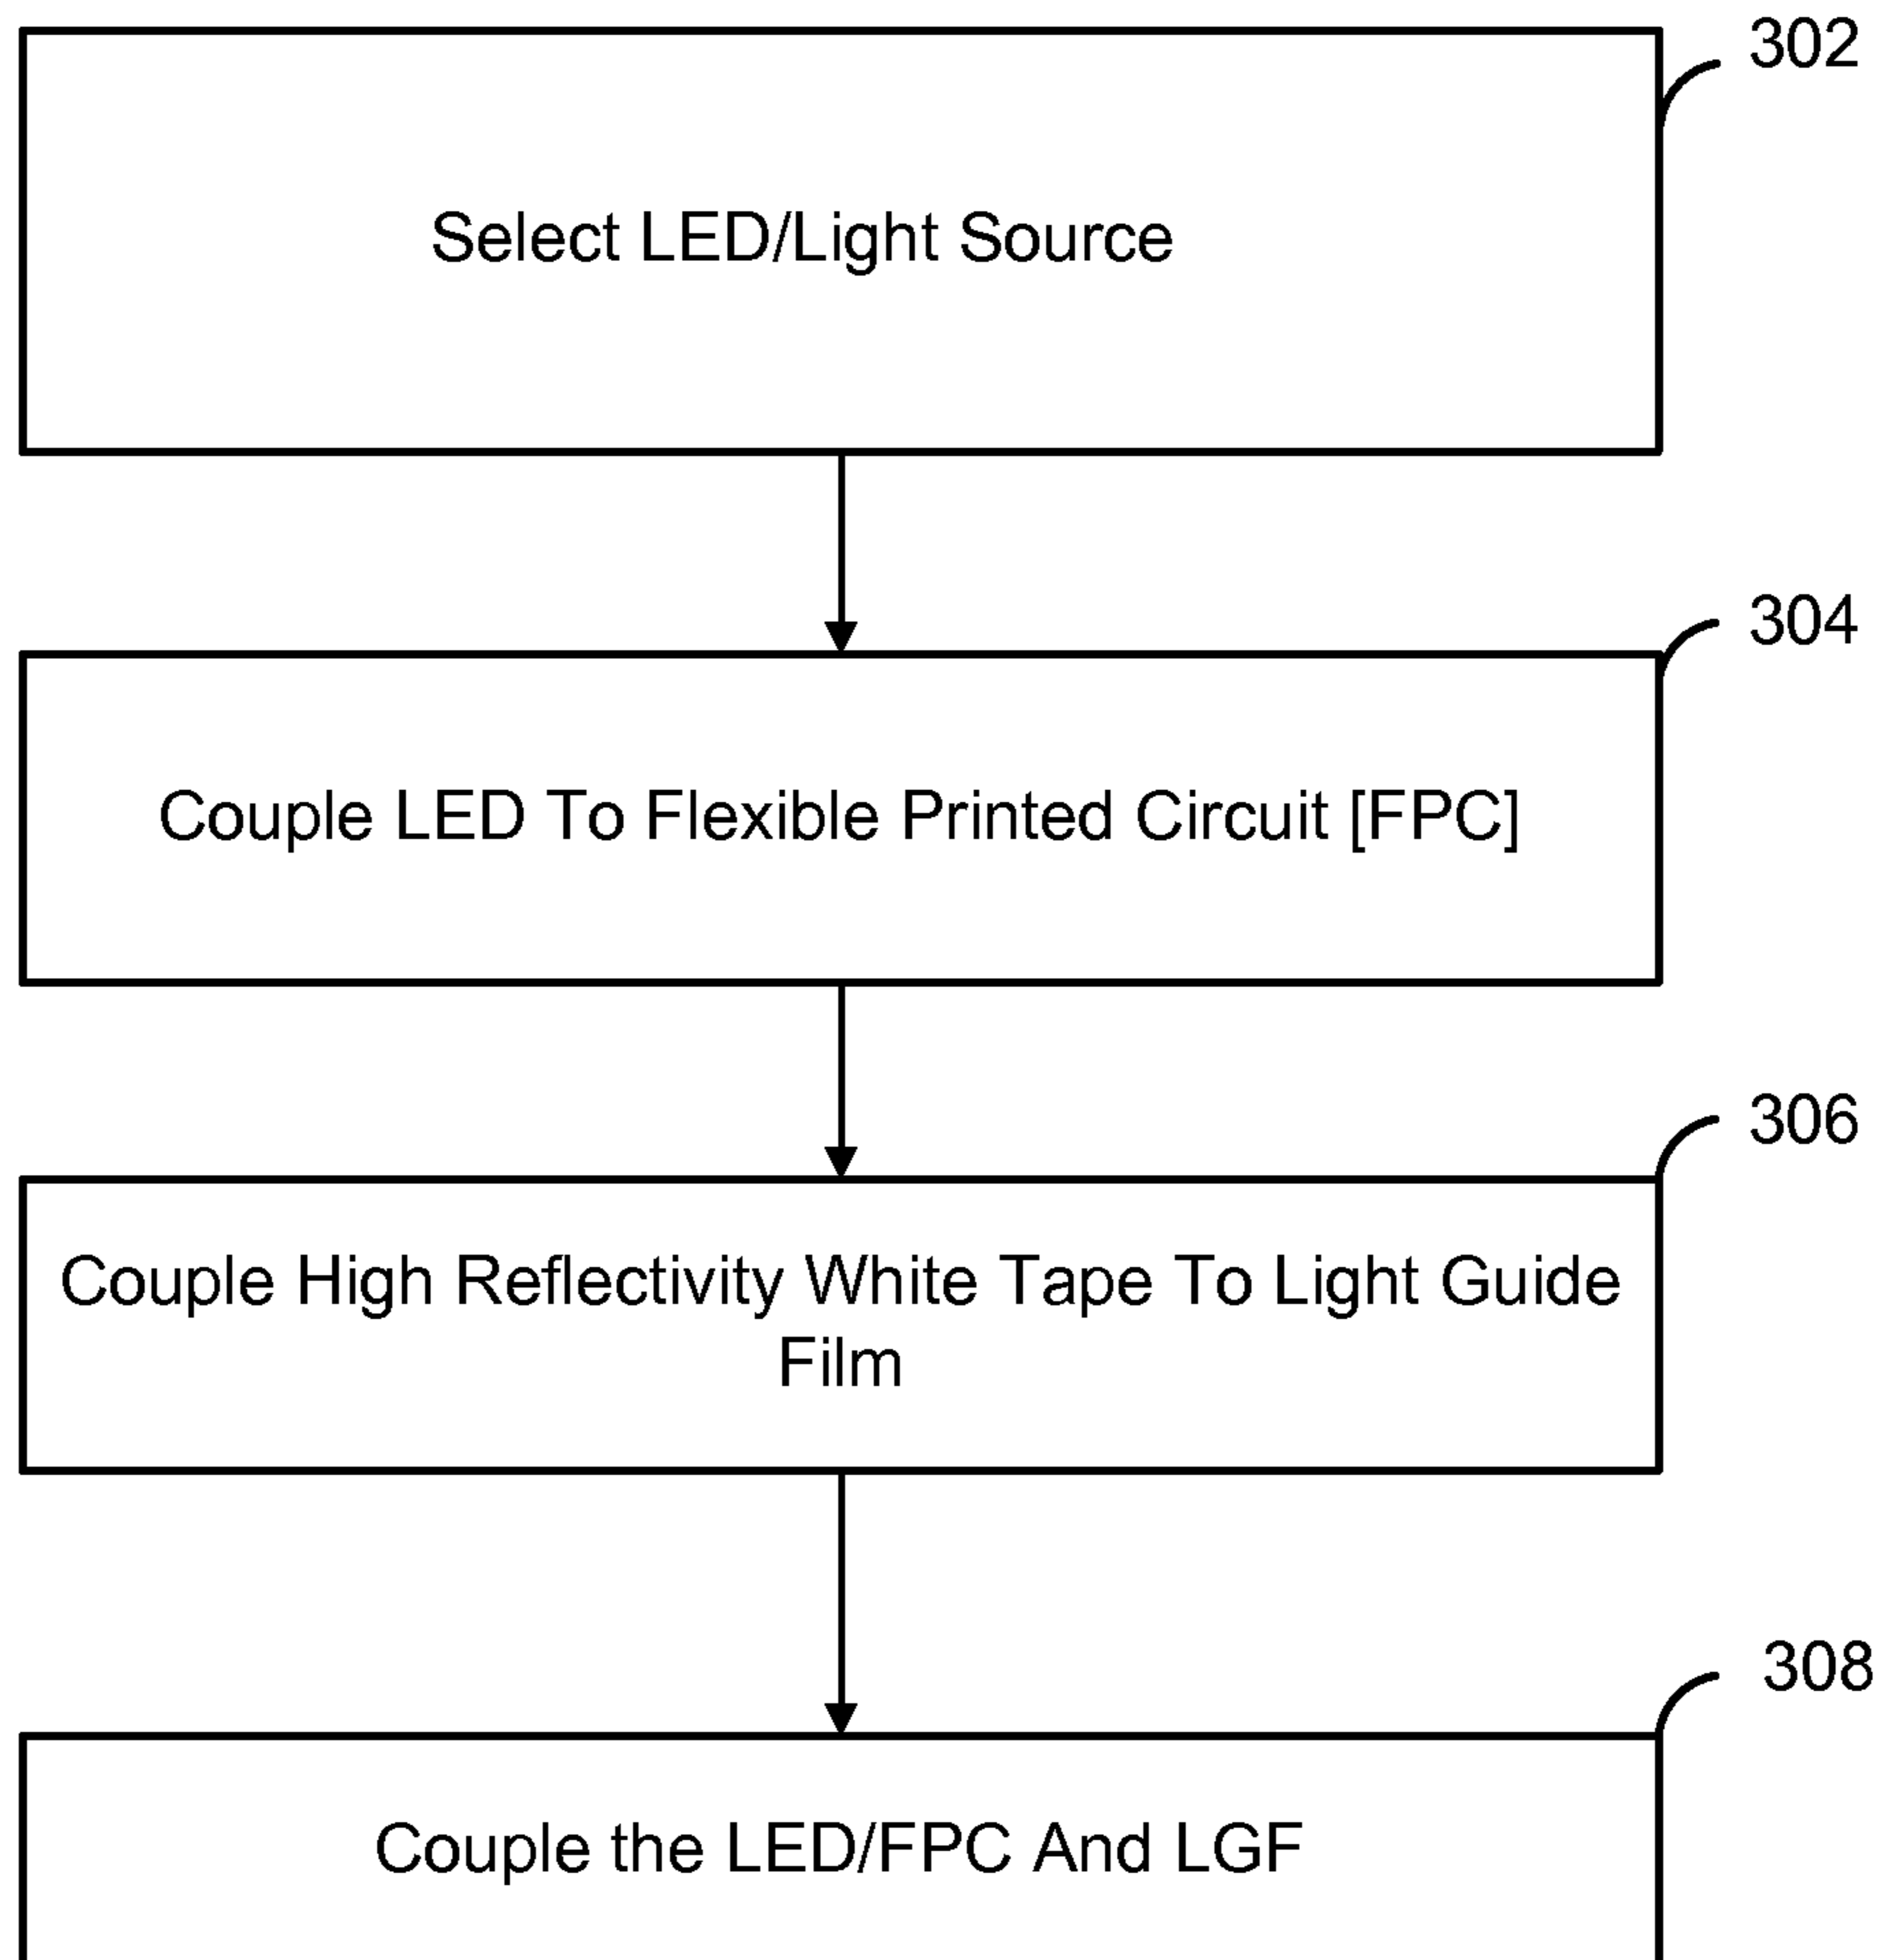 302
Select LED/Light Source
304
Couple LED To Flexible Printed Circuit [FPC]
306
Couple High Reflectivity White Tape To Light Guide
Film
308
Couple the LED/FPC And LGF